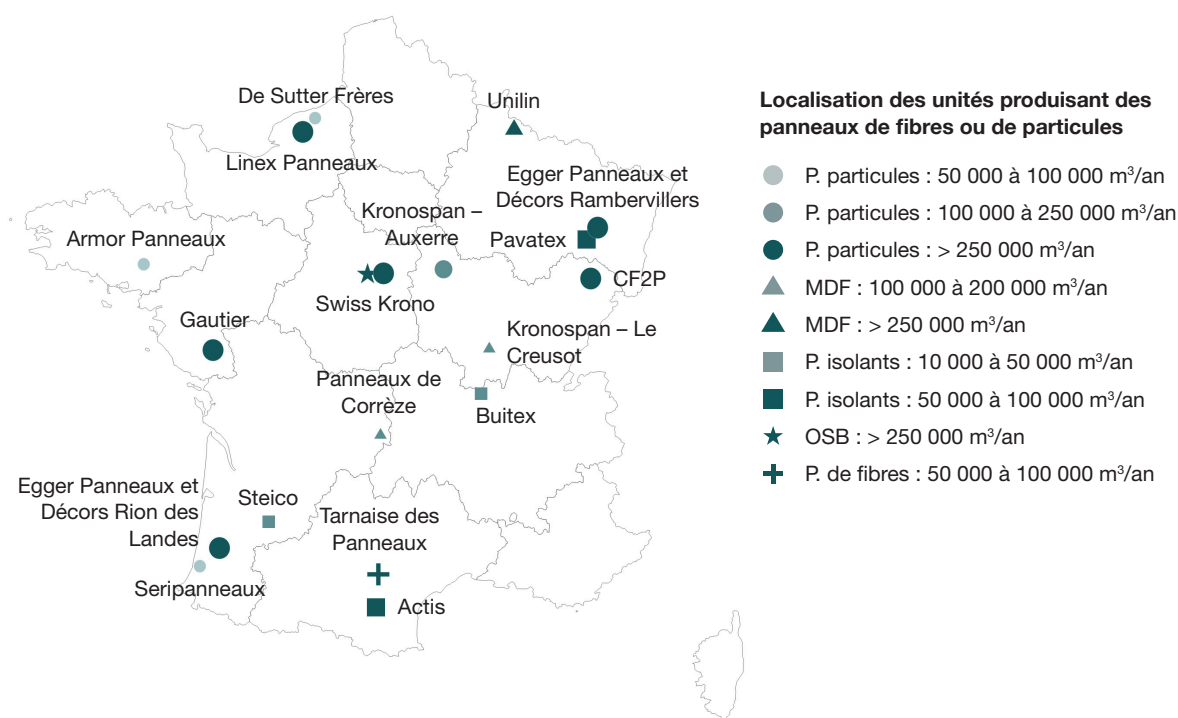 De Sutter Frères
Linex Panneaux
Unilin
Egger Panneaux et
Décors Rambervillers
Kronospan –
Auxerre
Pavatex
Armor Panneaux
CF2P
Swiss Krono
Gautier
Kronospan – Le
Creusot
Panneaux de
Corrèze
Buitex
Egger Panneaux et
Décors Rion des
Landes
Steico
Tarnaise des
Panneaux
Seripanneaux
Actis
Localisation des unités produisant des
panneaux de fibres ou de particules
P. particules : 50 000 à 100 000 m³/an
P. particules : 100 000 à 250 000 m³/an
P. particules : > 250 000 m³/an
MDF : 100 000 à 200 000 m³/an
MDF : > 250 000 m³/an
P. isolants : 10 000 à 50 000 m³/an
P. isolants : 50 000 à 100 000 m³/an
OSB : > 250 000 m³/an
P. de fibres : 50 000 à 100 000 m³/an